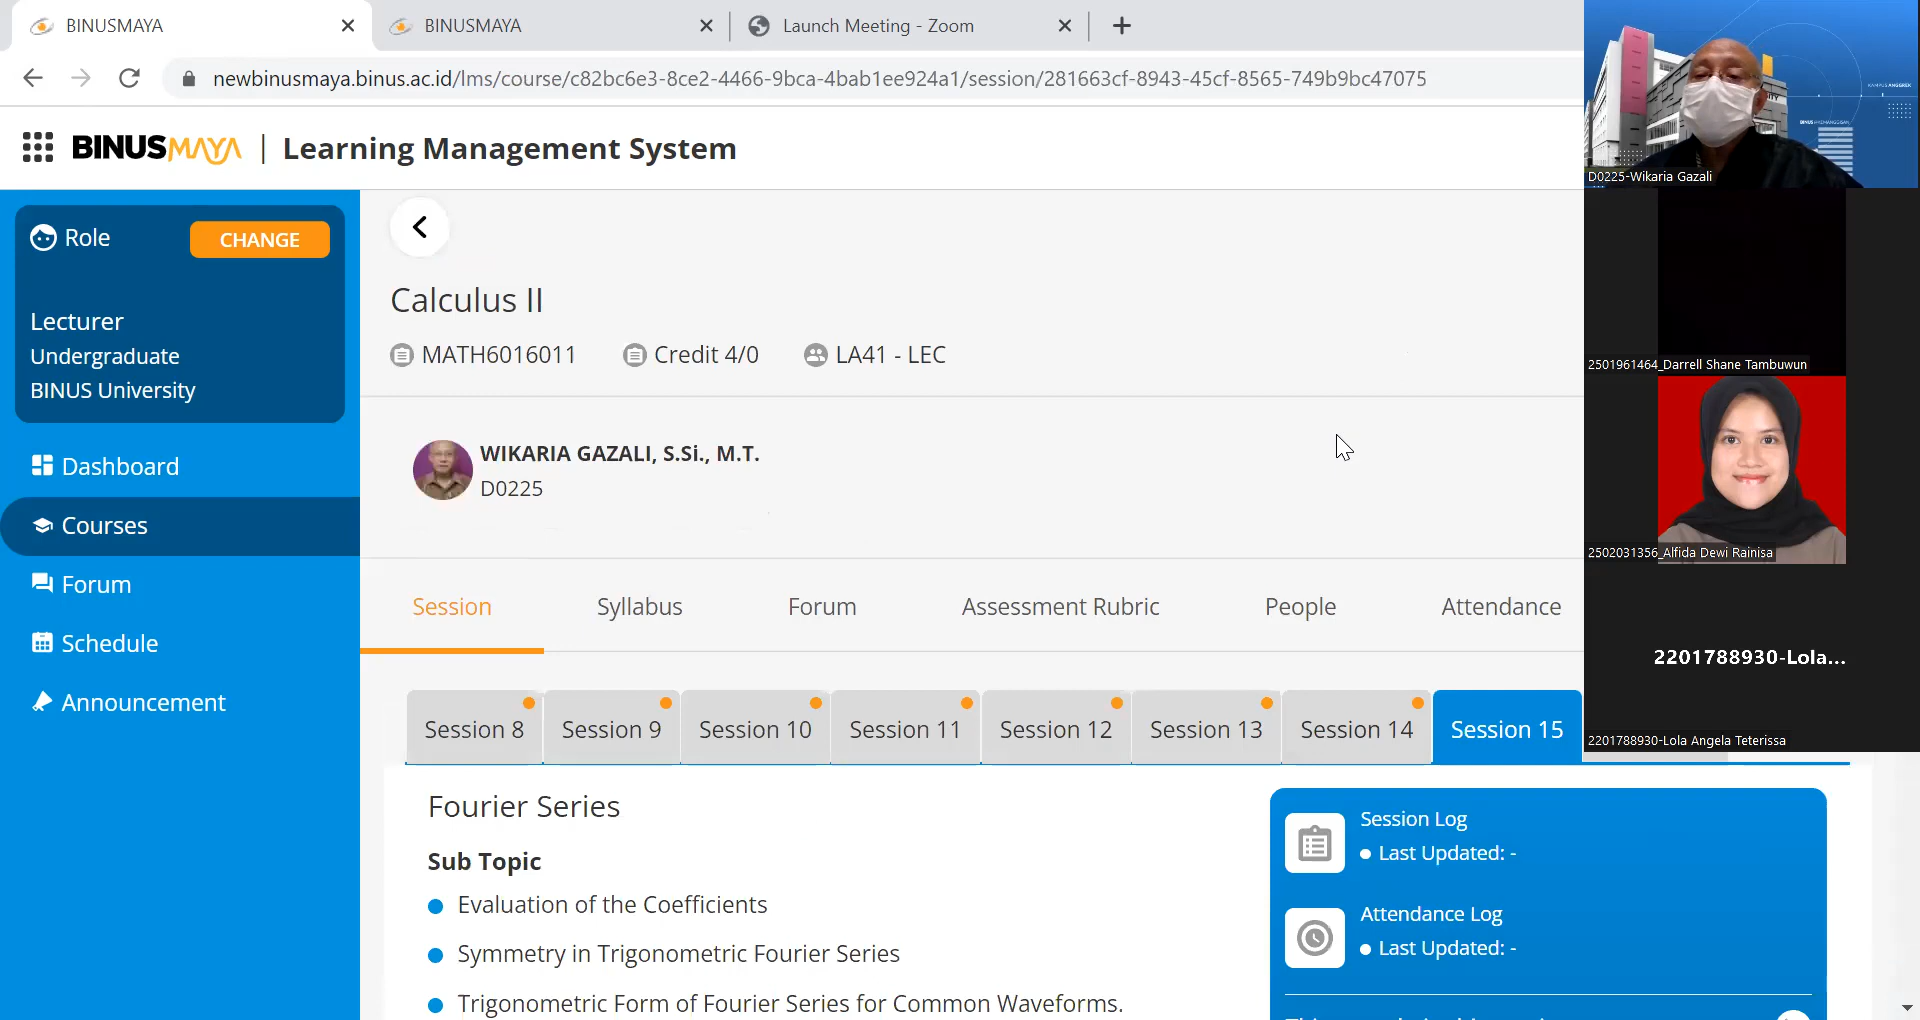 BINUSMAYA
BINUSMAYA
Launch Meeting - Zoom
newbinusmaya.binus.ac.id/lms/course/c82bc6e3-8ce2-4466-9bca-4bab1ee924a1/session/281663cf-8943-45cf-8565-749b9bc47075
BINUSMAYA | Learning Management System
Role
CHANGE
Lecturer
Undergraduate
BINUS University
Dashboard
Courses
Forum
Schedule
Announcement
Calculus II
MATH6016011
Credit 4/0
LA41 - LEC
WIKARIA GAZALI, S.Si., M.T.
D0225
Session
Syllabus
Forum
Assessment Rubric
People
Attendance
Session 8
Session 9
Session 10
Session 11
Session 12
Session 13
Session 14
Session 15
Fourier Series
Sub Topic
Evaluation of the Coefficients
Symmetry in Trigonometric Fourier Series
Trigonometric Form of Fourier Series for Common Waveforms.
Session Log
Last Updated: -
Attendance Log
Last Updated: -
KAMPUS ANGGREK
D0225-Wikaria Gazali
2501961464_Darrell Shane Tambuwun
2502031356_Alfida Dewi Rainisa
2201788930-Lola...
2201788930-Lola Angela Teterissa